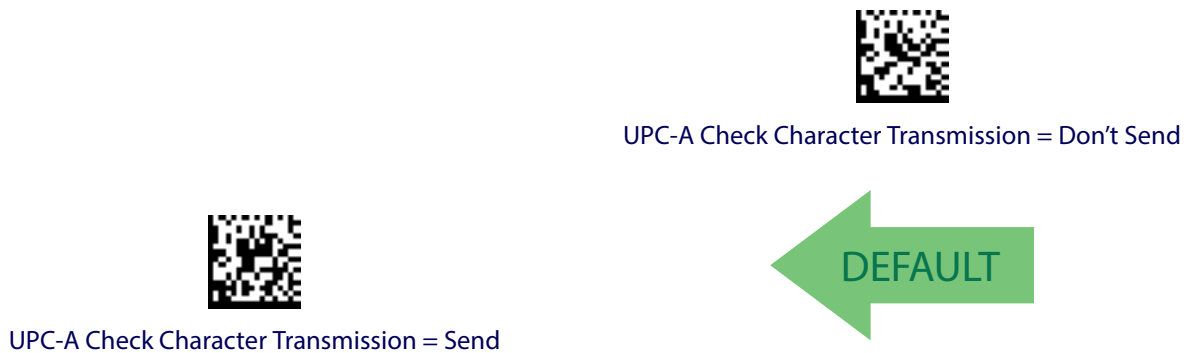 UPC-A Check Character Transmission = Don’t Send
DEFAULT
UPC-A Check Character Transmission = Send